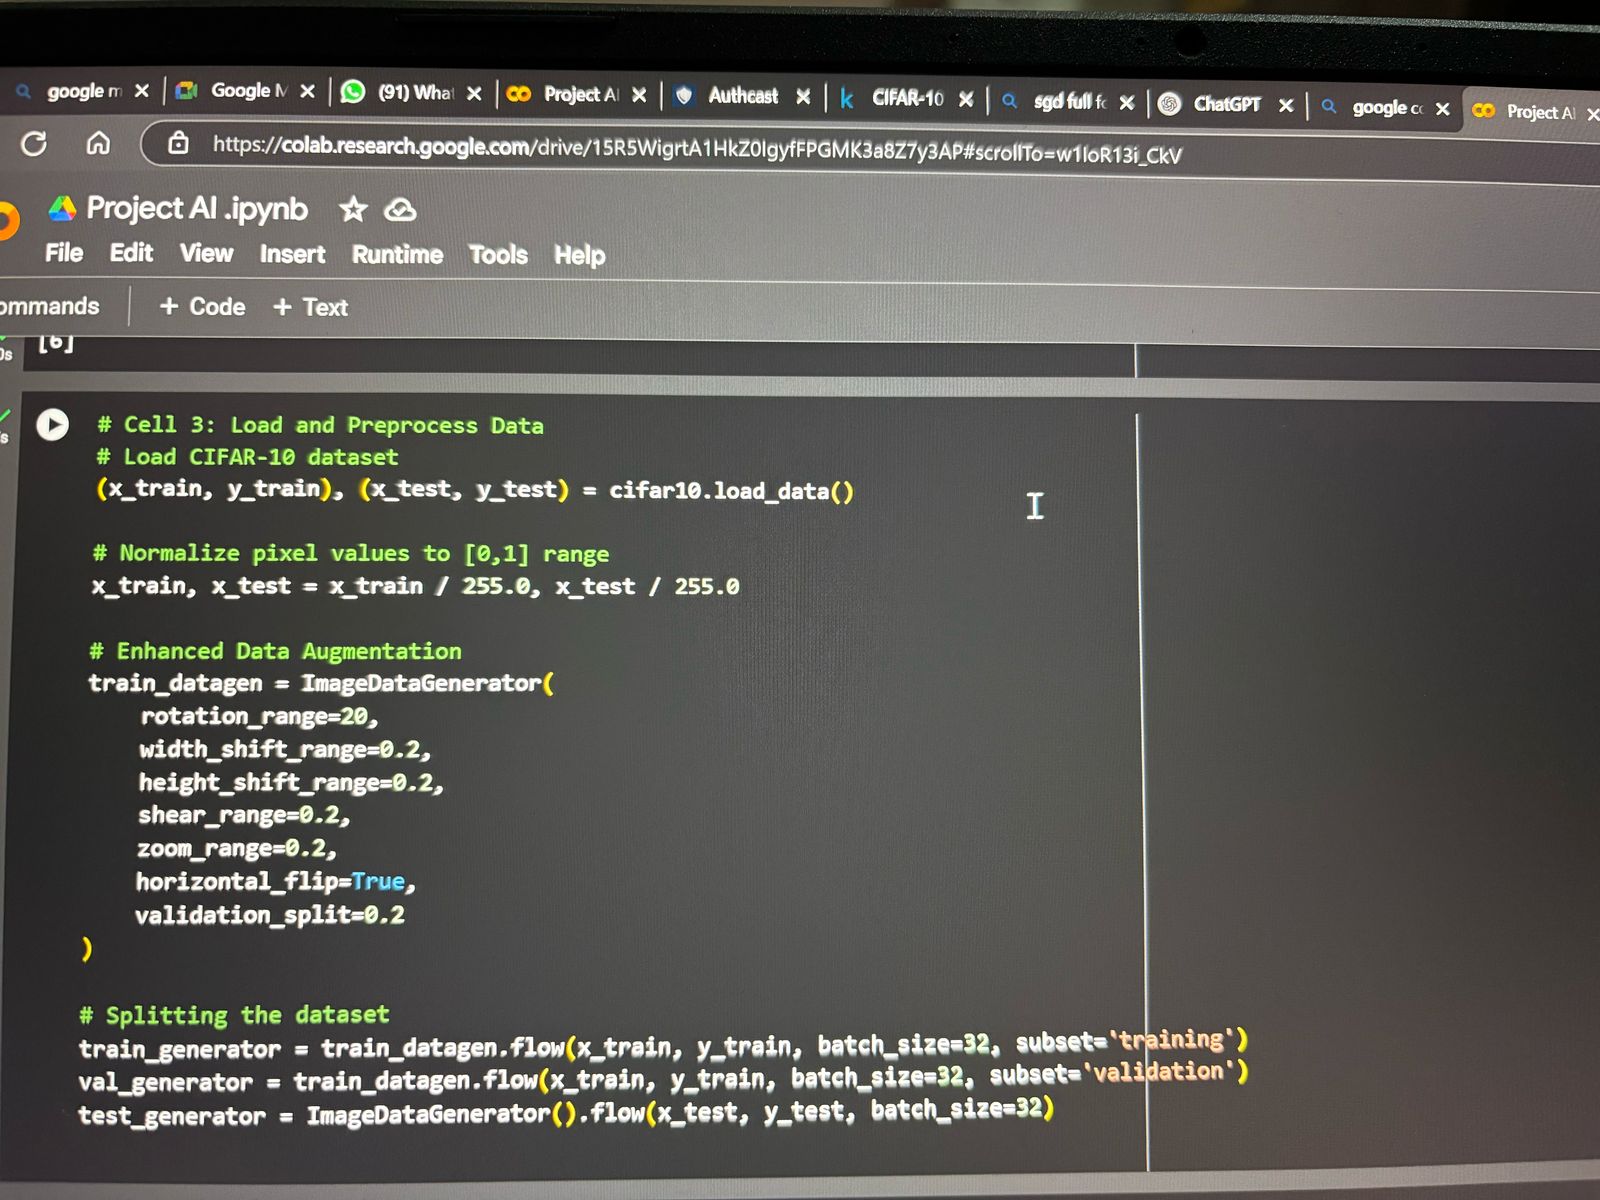 google m
Google M
(91) What
Project AI
Authcast
CIFAR-10
sgd full fo
ChatGPT
google co
Project AI
https://colab.research.google.com/drive/15R5WigrtA1HkZ0IgyfFPGMK3a8Z7y3AP#scrollTo=w1IoR13i_CkV
Project AI .ipynb
File Edit View Insert Runtime Tools Help
ommands + Code + Text
0s [6]
s
# Cell 3: Load and Preprocess Data
# Load CIFAR-10 dataset
(x_train, y_train), (x_test, y_test) = cifar10.load_data()
# Normalize pixel values to [0,1] range
x_train, x_test = x_train / 255.0, x_test / 255.0
# Enhanced Data Augmentation
train_datagen = ImageDataGenerator(
rotation_range=20,
width_shift_range=0.2,
height_shift_range=0.2,
shear_range=0.2,
zoom_range=0.2,
horizontal_flip=True,
validation_split=0.2
)
# Splitting the dataset
train_generator = train_datagen.flow(x_train, y_train, batch_size=32, subset='training')
val_generator = train_datagen.flow(x_train, y_train, batch_size=32, subset='validation')
test_generator = ImageDataGenerator().flow(x_test, y_test, batch_size=32)